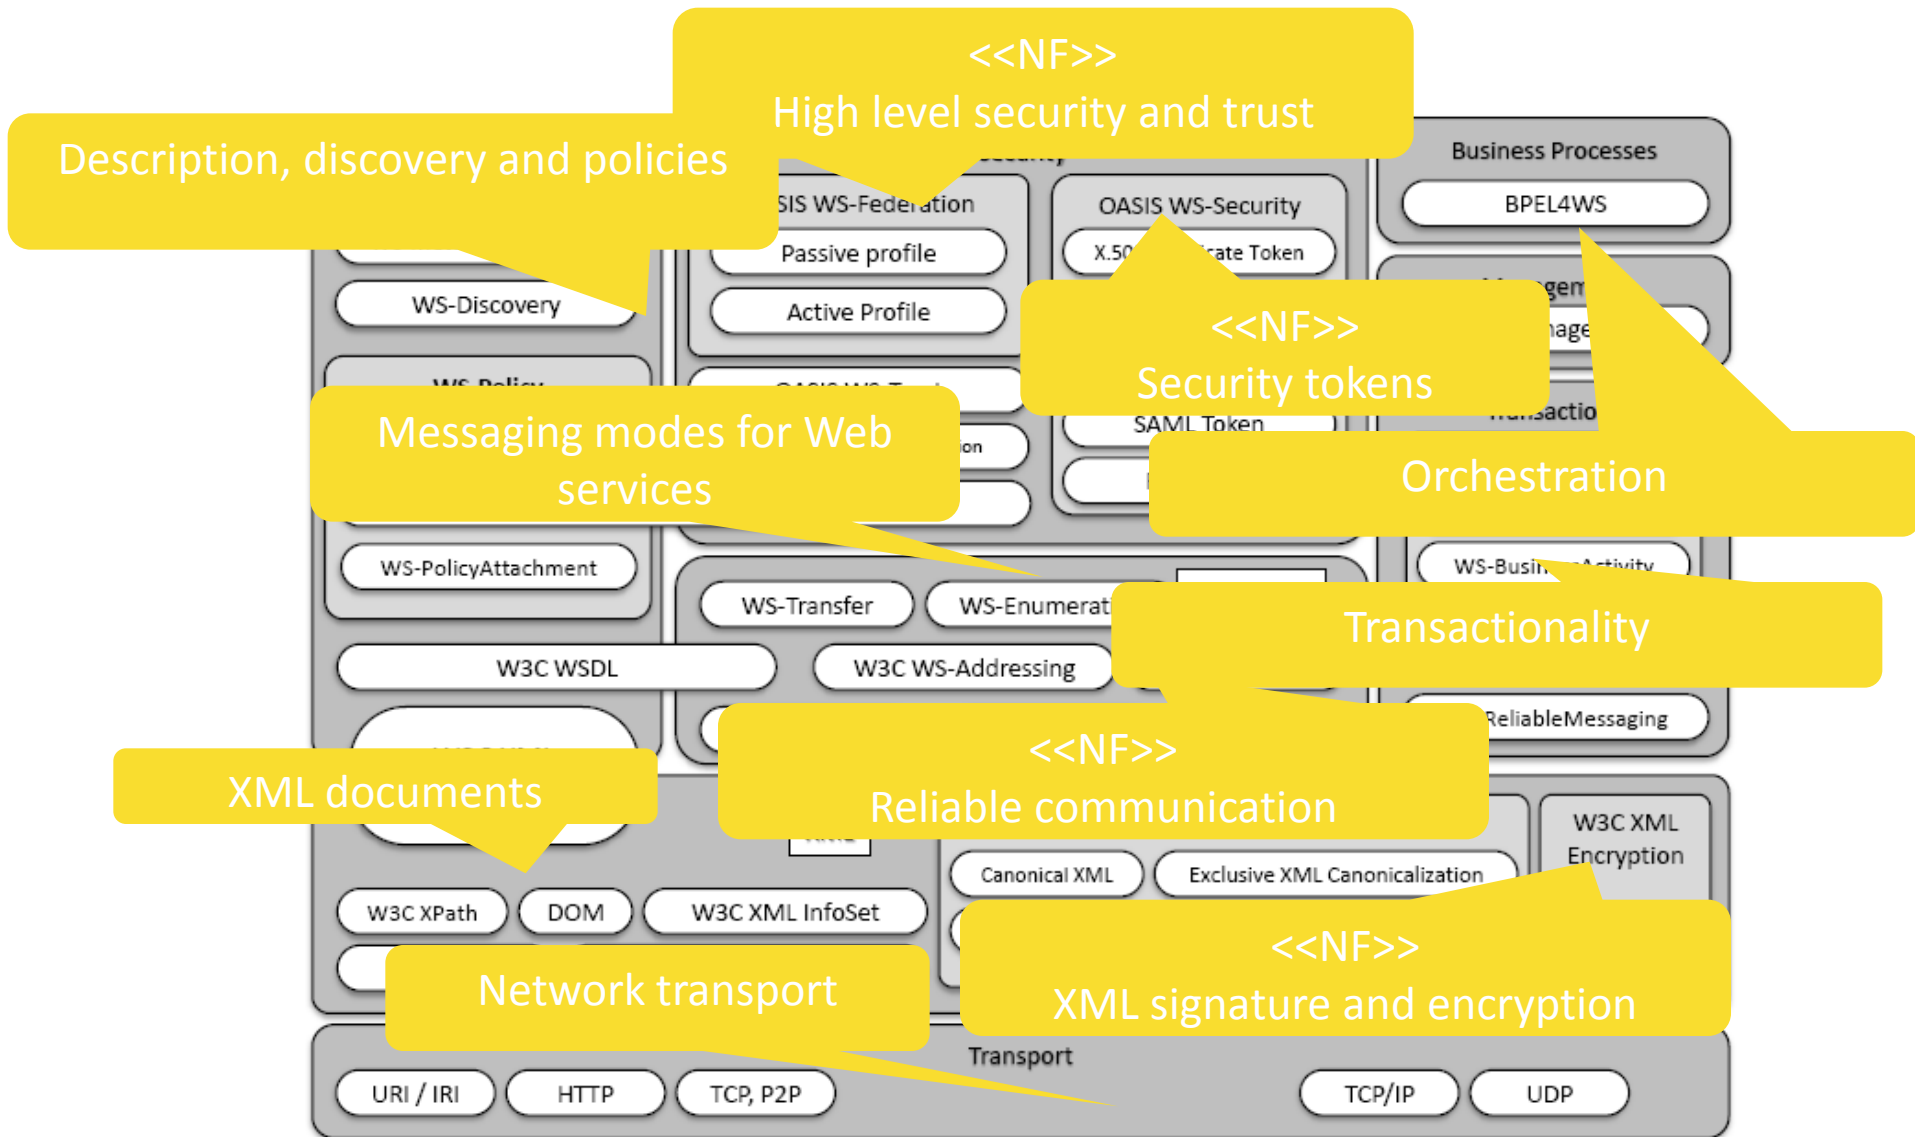 <<NF>>
High level security and trust
Description, discovery and policies
Business Processes
BPEL4WS
SIS WS-Federation
OASIS WS-Security
Passive profile
Active Profile
WS-Discovery
<<NF>>
Security tokens
SAML Token
Messaging modes for Web
services
Orchestration
WS-PolicyAttachment
WS-Transfer
Transactionality
W3C WSDL
W3C WS-Addressing
ReliableMessaging
<<NF>>
Reliable communication
XML documents
W3C XML
Encryption
Canonical XML
Exclusive XML Canonicalization
W3C XPath
DOM
W3C XML InfoSet
<<NF>>
XML signature and encryption
Network transport
Transport
URI / IRI
HTTP
TCP, P2P
TCP/IP
UDP